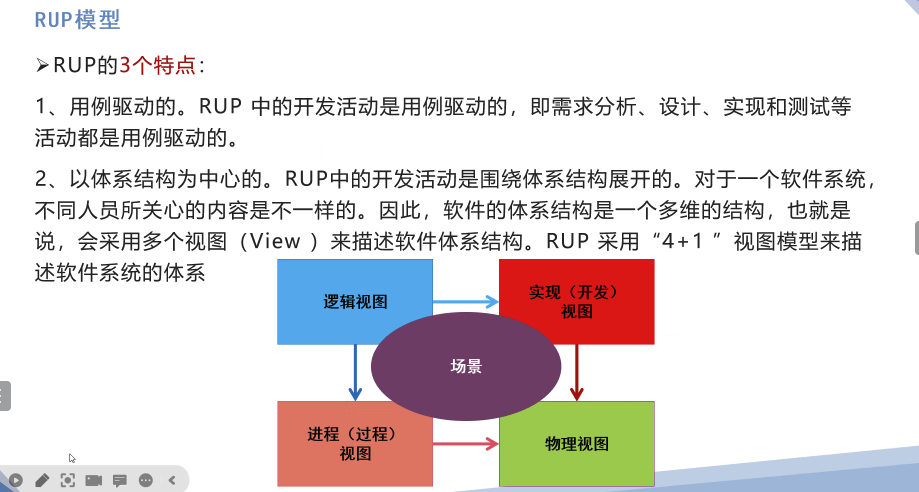 RUP模型
➢RUP的3个特点：
1、用例驱动的。RUP 中的开发活动是用例驱动的，即需求分析、设计、实现和测试等
活动都是用例驱动的。
2、以体系结构为中心的。RUP中的开发活动是围绕体系结构展开的。对于一个软件系统，
不同人员所关心的内容是不一样的。因此，软件的体系结构是一个多维的结构，也就是
说，会采用多个视图（View ）来描述软件体系结构。RUP 采用“4+1 ”视图模型来描
述软件系统的体系
逻辑视图
实现（开发）
视图
场景
进程（过程）
视图
物理视图